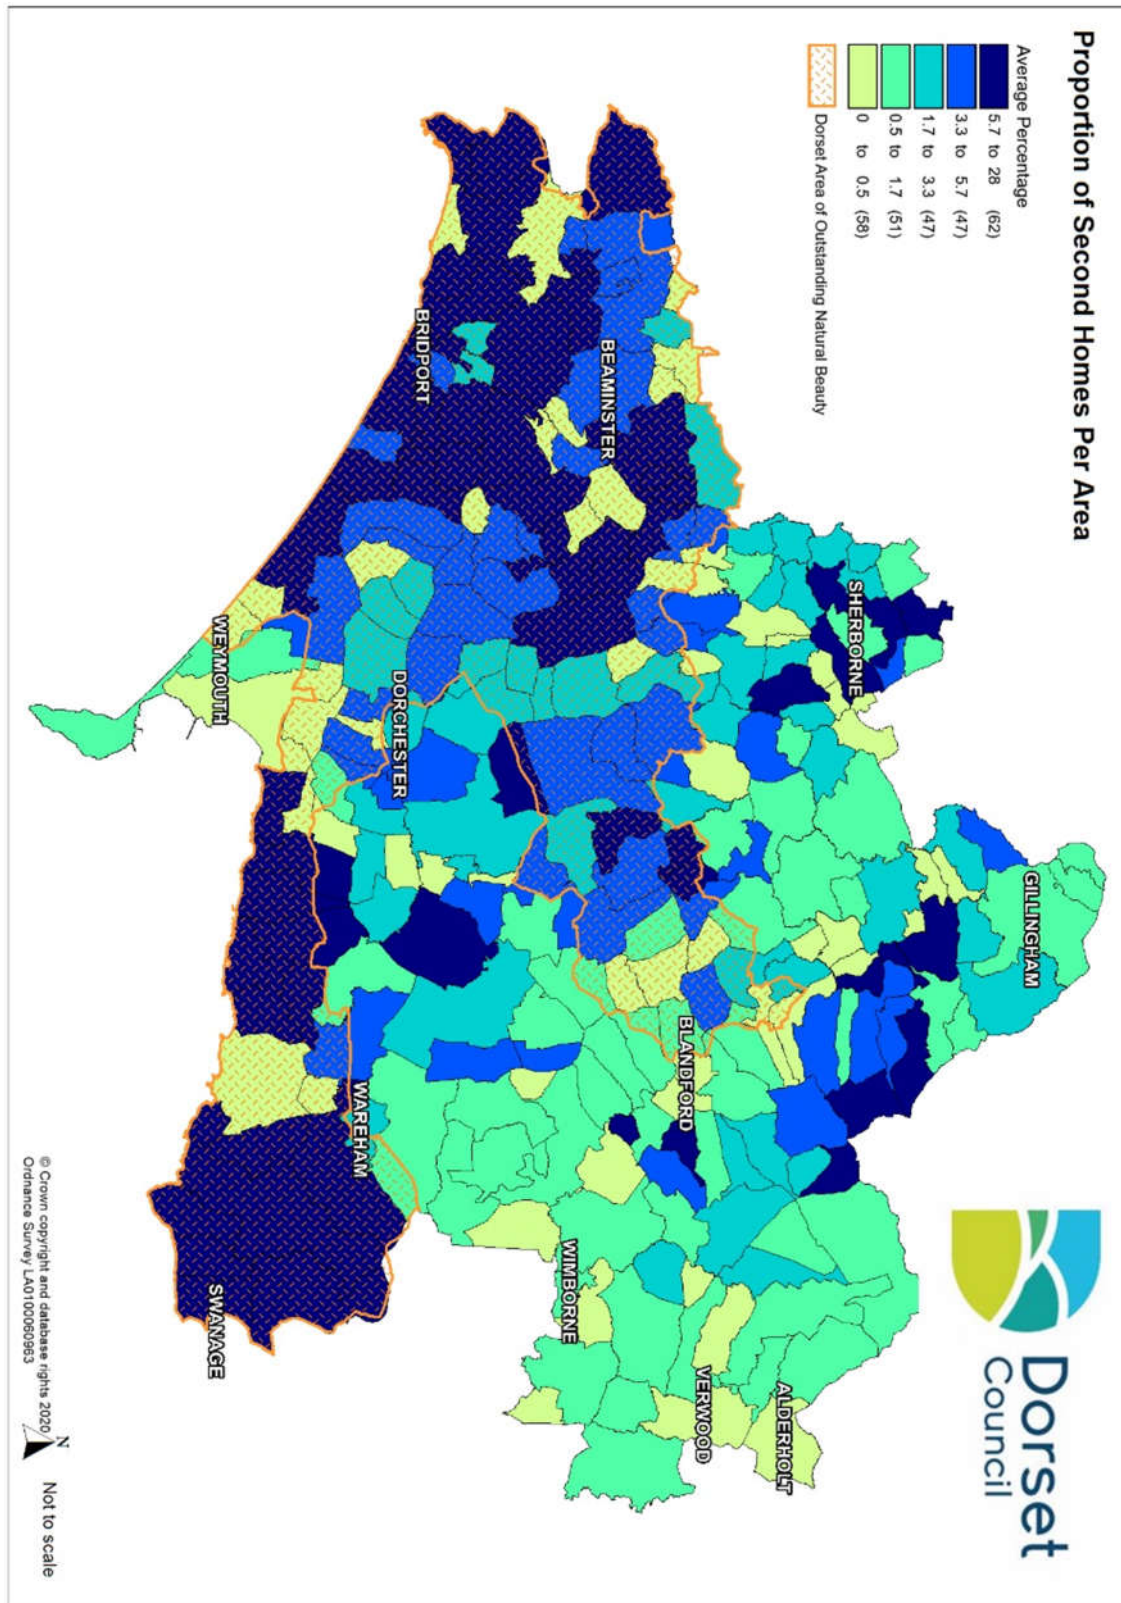 Proportion of Second Homes Per Area
Average Percentage
5.7 to 28 (62)
3.3 to 5.7 (47)
1.7 to 3.3 (47)
0.5 to 1.7 (51)
0 to 0.5 (58)
Dorset Area of Outstanding Natural Beauty
Dorset
Council
GILLINGHAM
SHERBORNE
ALDERHOLT
VERWOOD
BLANDFORD
BEAMINSTER
WIMBORNE
BRIDPORT
DORCHESTER
WAREHAM
WEYMOUTH
SWANAGE
N
© Crown copyright and database rights 2020
Ordnance Survey LA0100060963
Not to scale